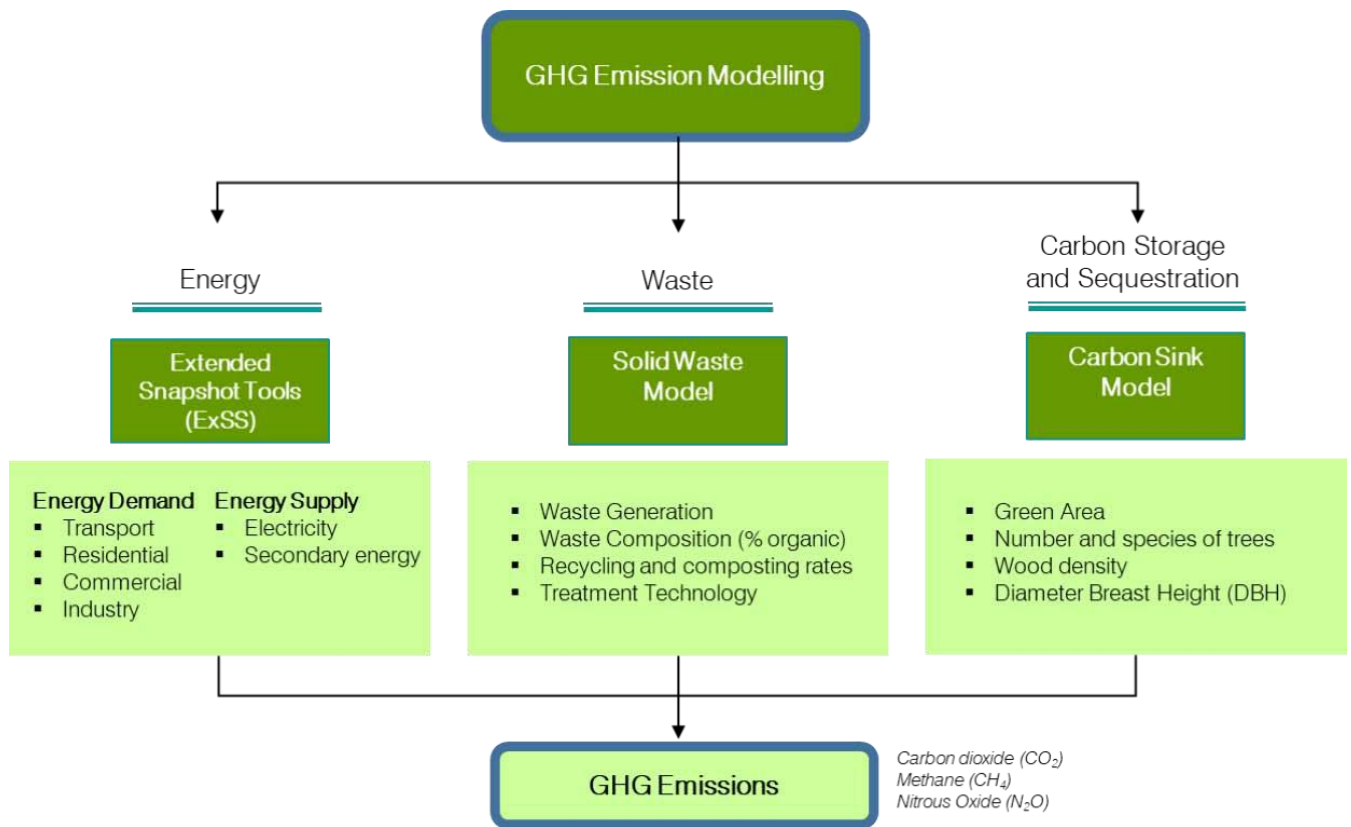 GHG Emission Modelling
Energy
Waste
Carbon Storage
and Sequestration
Extended
Snapshot Tools
(ExSS)
Solid Waste
Model
Carbon Sink
Model
Energy Demand
▪ Transport
▪ Residential
▪ Commercial
▪ Industry
Energy Supply
▪ Electricity
▪ Secondary energy
▪ Waste Generation
▪ Waste Composition (% organic)
▪ Recycling and composting rates
▪ Treatment Technology
▪ Green Area
▪ Number and species of trees
▪ Wood density
▪ Diameter Breast Height (DBH)
GHG Emissions
Carbon dioxide (CO₂)
Methane (CH₄)
Nitrous Oxide (N₂O)